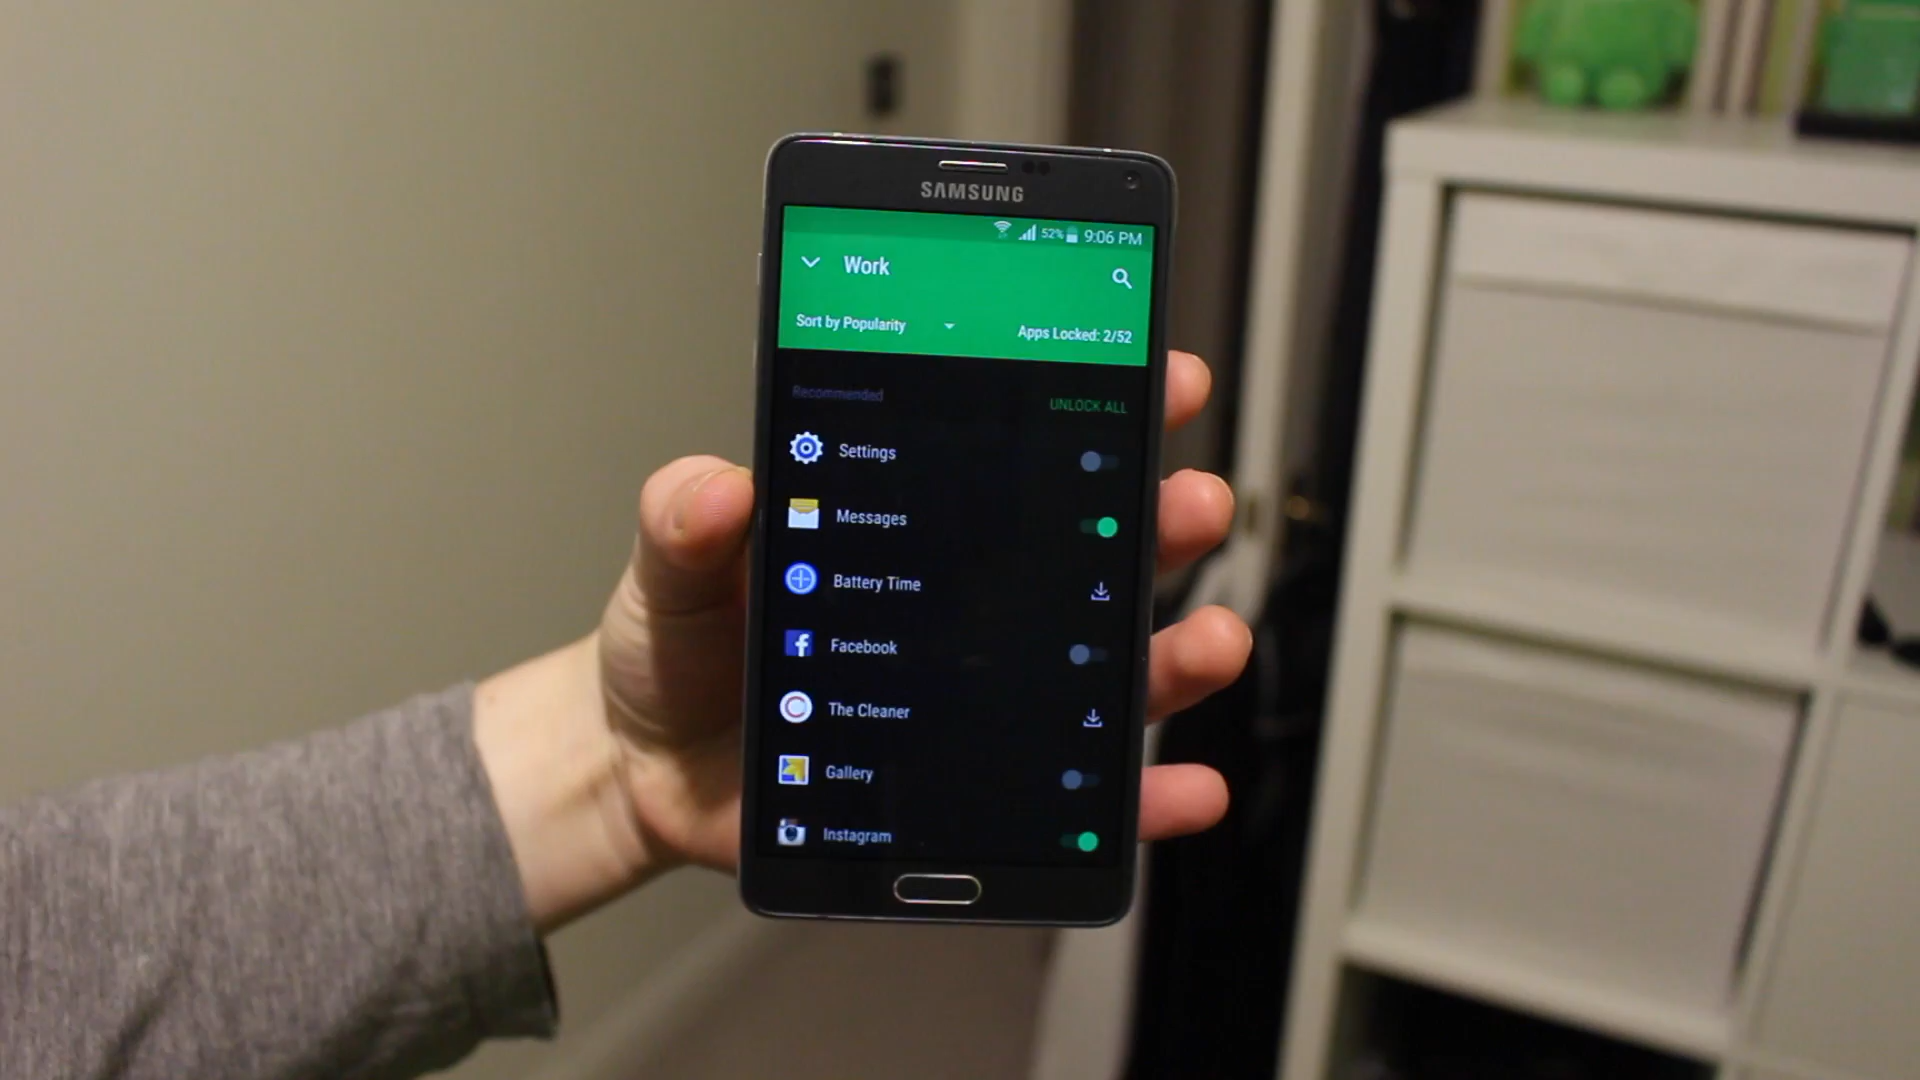 SAMSUNG
52% 9:06 PM
Work
Sort by Popularity
Apps Locked: 2/52
Recommended
UNLOCK ALL
Settings
Messages
Battery Time
Facebook
The Cleaner
Gallery
Instagram